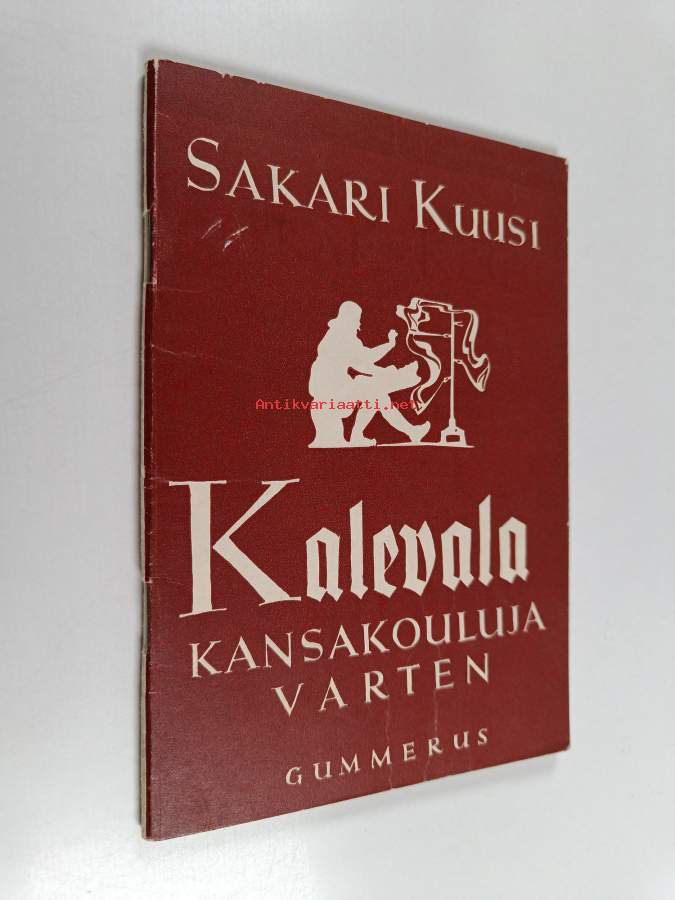 SAKARI KUUSI
Antikvariaatti.net
Kalevala
KANSAKOULUJA
VARTEN
GUMMERUS